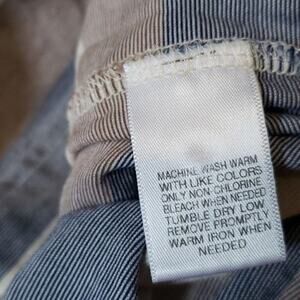 MACHINE WASH WARM
WITH LIKE COLORS
ONLY NON CHLORINE
BLEACH WHEN NEEDED
TUMBLE DRY LOW
REMOVE PROMPTLY
WARM IRON WHEN
NEEDED